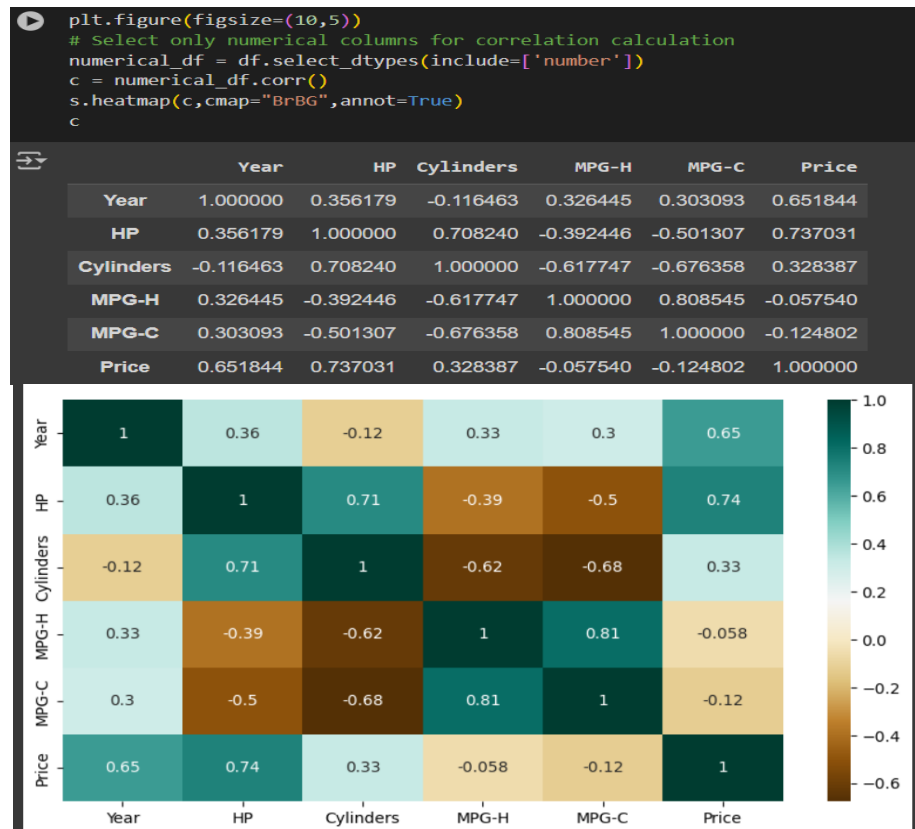 plt.figure(figsize=(10,5))
# Select only numerical columns for correlation calculation
numerical_df = df.select_dtypes(include=['number'])
c = numerical_df.corr()
s.heatmap(c,cmap="BrBG",annot=True)
c
Year HP Cylinders MPG-H MPG-C Price
Year 1.000000 0.356179 -0.116463 0.326445 0.303093 0.651844
HP 0.356179 1.000000 0.708240 -0.392446 -0.501307 0.737031
Cylinders -0.116463 0.708240 1.000000 -0.617747 -0.676358 0.328387
MPG-H 0.326445 -0.392446 -0.617747 1.000000 0.808545 -0.057540
MPG-C 0.303093 -0.501307 -0.676358 0.808545 1.000000 -0.124802
Price 0.651844 0.737031 0.328387 -0.057540 -0.124802 1.000000
Year 1 0.36 -0.12 0.33 0.3 0.65
HP 0.36 1 0.71 -0.39 -0.5 0.74
Cylinders -0.12 0.71 1 -0.62 -0.68 0.33
MPG-H 0.33 -0.39 -0.62 1 0.81 -0.058
MPG-C 0.3 -0.5 -0.68 0.81 1 -0.12
Price 0.65 0.74 0.33 -0.058 -0.12 1
Year HP Cylinders MPG-H MPG-C Price
1.0
0.8
0.6
0.4
0.2
0.0
−0.2
−0.4
−0.6